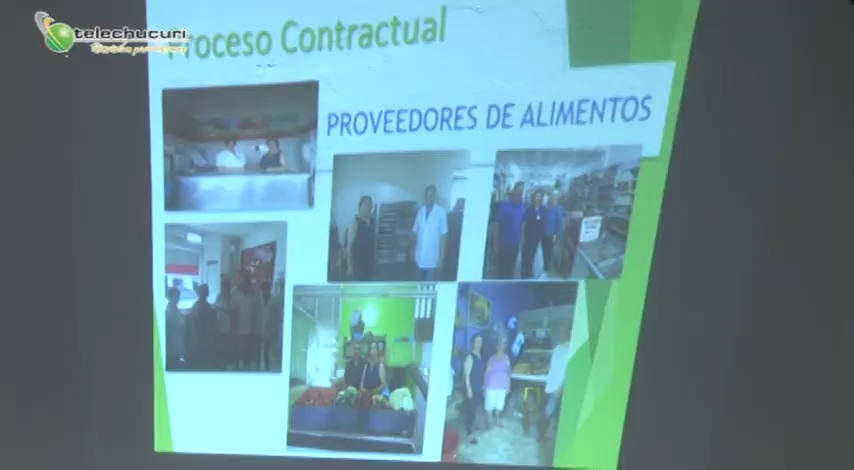 telechucuri
Proceso Contractual
PROVEEDORES DE ALIMENTOS